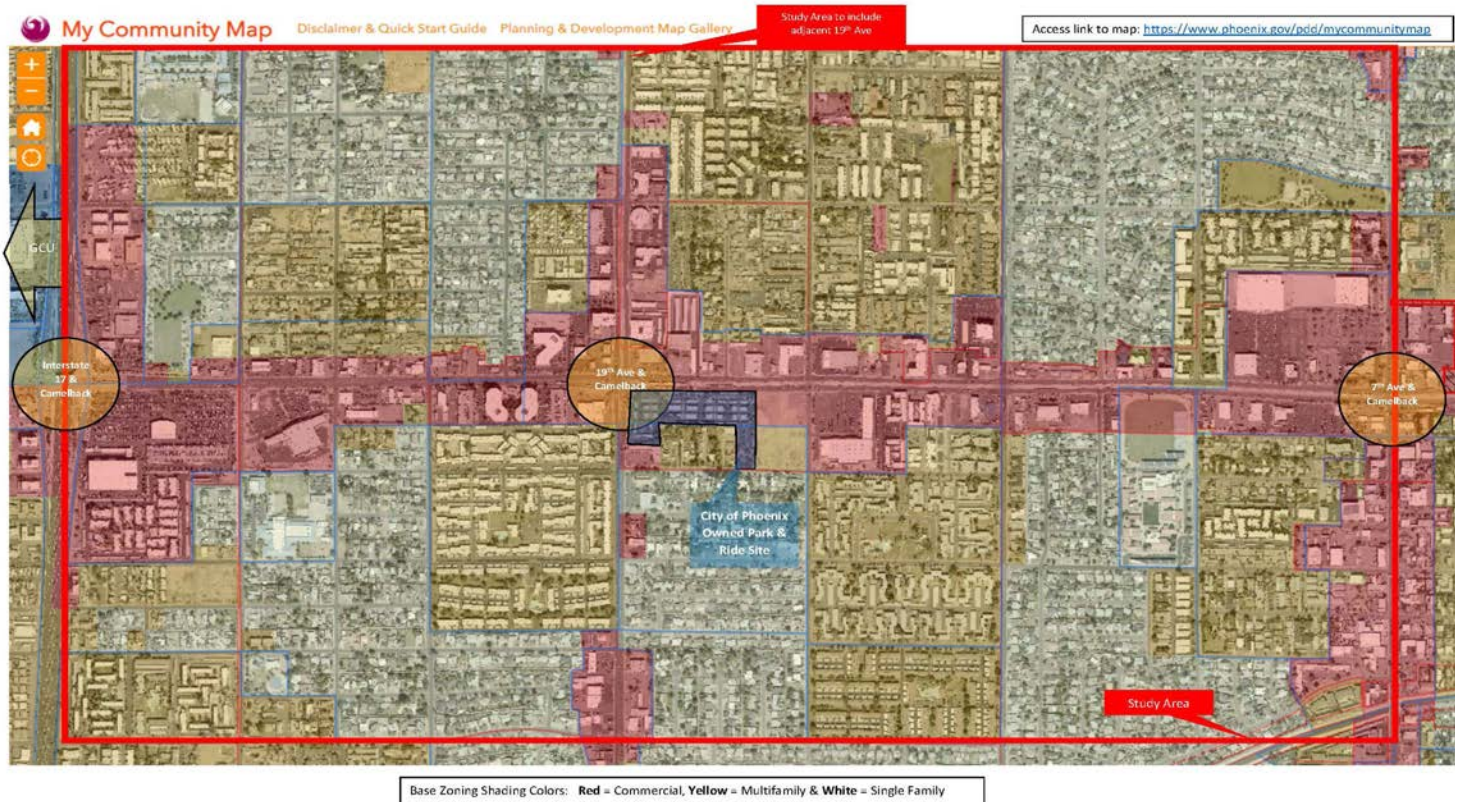 My Community Map
Disclaimer & Quick Start Guide
Planning & Development Map Gallery
Study Area to include
adjacent 19th Ave
Access link to map: https://www.phoenix.gov/pdd/mycommunitymap
GCU
Interstate
17 &
Camelback
19th Ave &
Camelback
7th Ave &
Camelback
City of Phoenix
Owned Park &
Ride Site
Study Area
Base Zoning Shading Colors: Red = Commercial, Yellow = Multifamily & White = Single Family